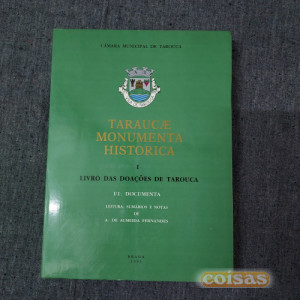 CÂMARA MUNICIPAL DE TAROUCA
TARAUCÆ
MONUMENTA
HISTORICA
I
LIVRO DAS DOAÇÕES DE TAROUCA
I/1. DOCUMENTA
LEITURA, SUMÁRIOS E NOTAS
DE
A. DE ALMEIDA FERNANDES
BRAGA
coisas